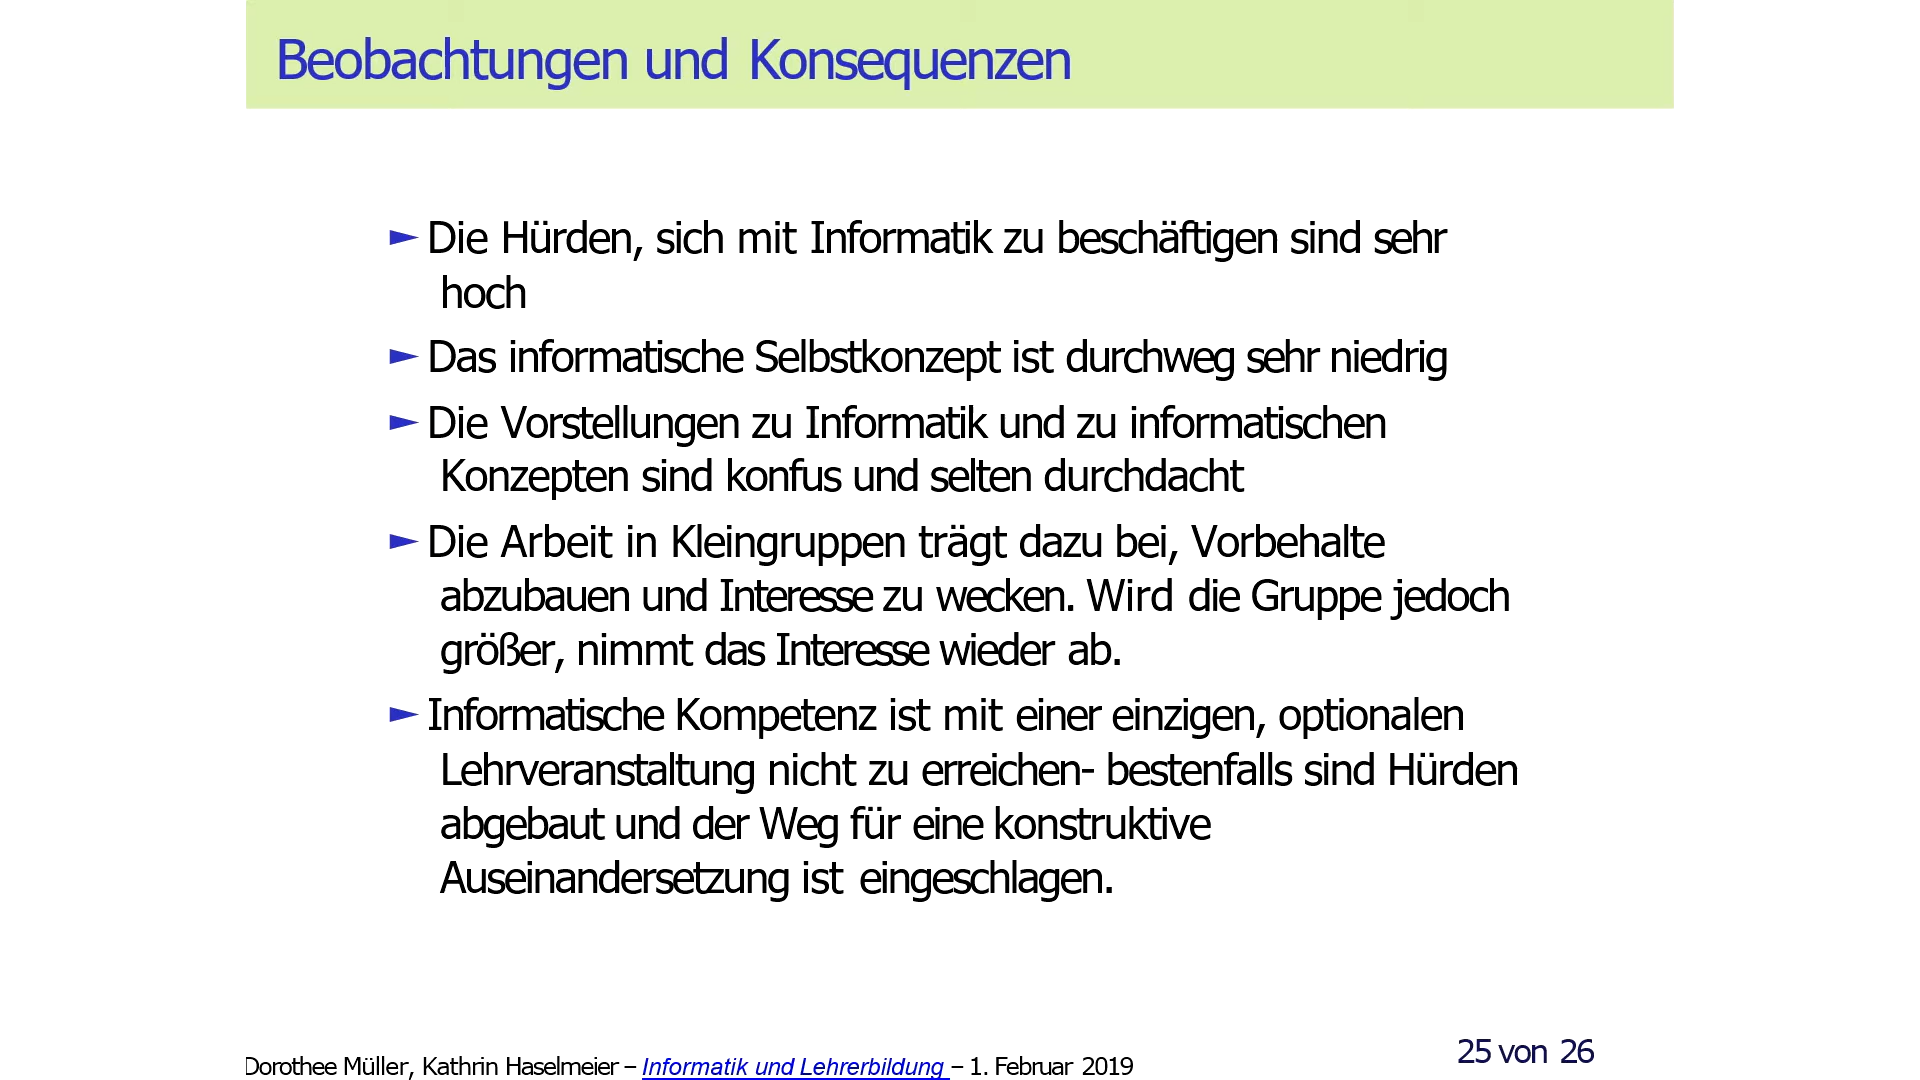 Beobachtungen und Konsequenzen
► Die Hürden, sich mit Informatik zu beschäftigen sind sehr
hoch
► Das informatische Selbstkonzept ist durchweg sehr niedrig
► Die Vorstellungen zu Informatik und zu informatischen
Konzepten sind konfus und selten durchdacht
► Die Arbeit in Kleingruppen trägt dazu bei, Vorbehalte
abzubauen und Interesse zu wecken. Wird die Gruppe jedoch
größer, nimmt das Interesse wieder ab.
► Informatische Kompetenz ist mit einer einzigen, optionalen
Lehrveranstaltung nicht zu erreichen- bestenfalls sind Hürden
abgebaut und der Weg für eine konstruktive
Auseinandersetzung ist eingeschlagen.
25 von 26
Dorothee Müller, Kathrin Haselmeier – Informatik und Lehrerbildung – 1. Februar 2019